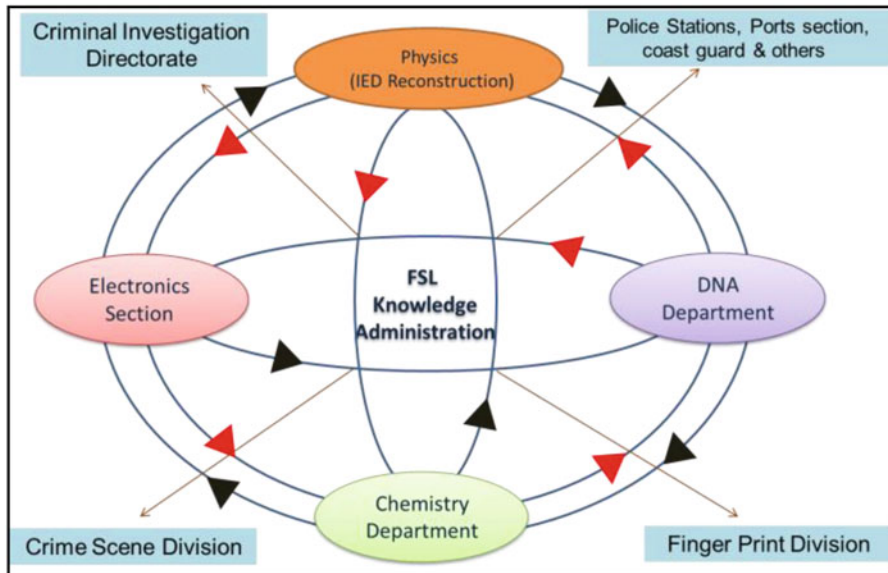 Criminal Investigation
Directorate
Physics
(IED Reconstruction)
Police Stations, Ports section,
coast guard & others
Electronics
Section
FSL
Knowledge
Administration
DNA
Department
Chemistry
Department
Crime Scene Division
Finger Print Division